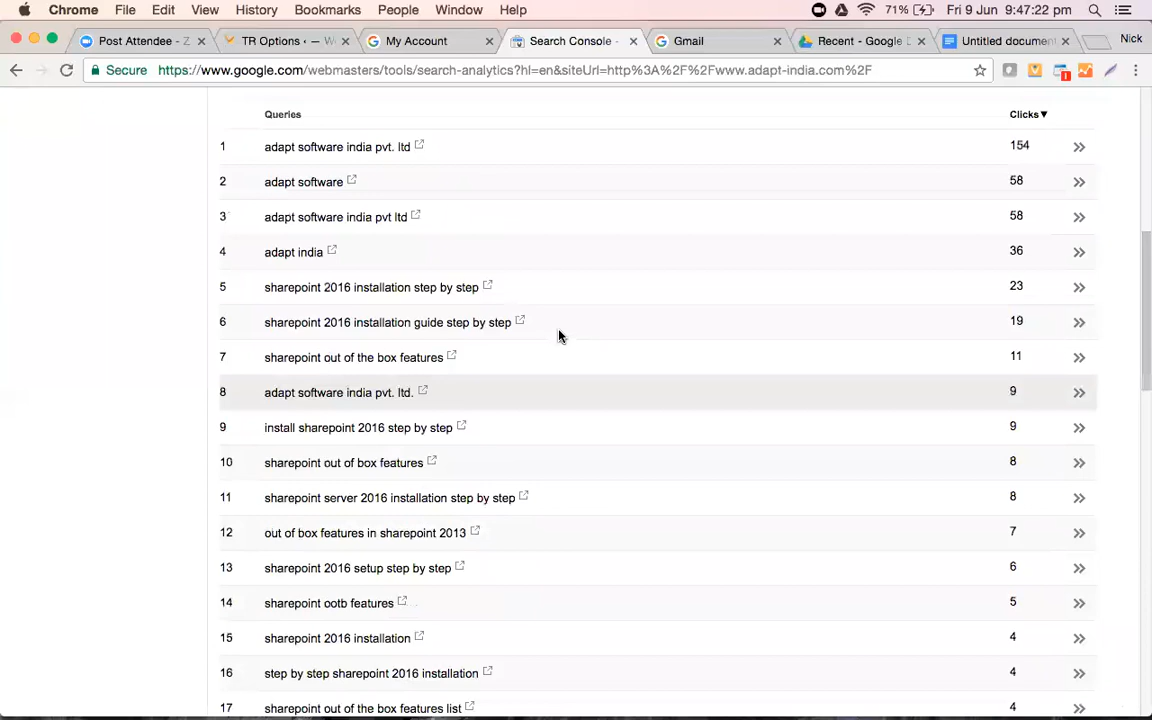 Chrome File Edit View History Bookmarks People Window Help 71% Fri 9 Jun 9:47:22 pm
Post Attendee - Z TR Options ‹ — W My Account Search Console - Gmail Recent - Google D Untitled document Nick
Secure https://www.google.com/webmasters/tools/search-analytics?hl=en&siteUrl=http%3A%2F%2Fwww.adapt-india.com%2F 1
Queries Clicks▼
1 adapt software india pvt. ltd 154 »
2 adapt software 58 »
3 adapt software india pvt ltd 58 »
4 adapt india 36 »
5 sharepoint 2016 installation step by step 23 »
6 sharepoint 2016 installation guide step by step 19 »
7 sharepoint out of the box features 11 »
8 adapt software india pvt. ltd. 9 »
9 install sharepoint 2016 step by step 9 »
10 sharepoint out of box features 8 »
11 sharepoint server 2016 installation step by step 8 »
12 out of box features in sharepoint 2013 7 »
13 sharepoint 2016 setup step by step 6 »
14 sharepoint ootb features 5 »
15 sharepoint 2016 installation 4 »
16 step by step sharepoint 2016 installation 4 »
17 sharepoint out of the box features list 4 »